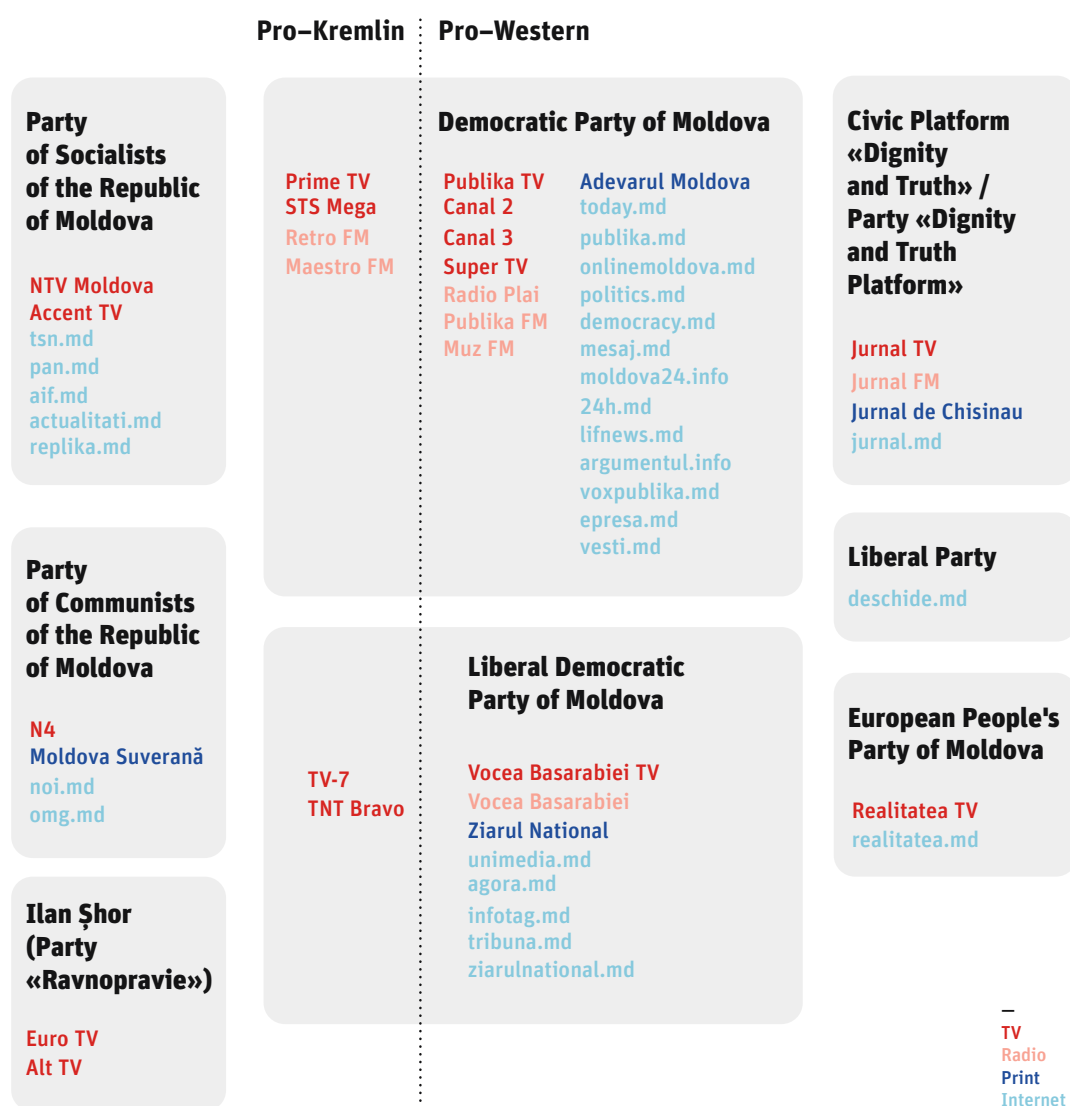 Pro–Kremlin
Pro–Western
Party
of Socialists
of the Republic
of Moldova
NTV Moldova
Accent TV
tsn.md
pan.md
aif.md
actualitati.md
replika.md
Party
of Communists
of the Republic
of Moldova
N4
Moldova Suverană
noi.md
omg.md
Ilan Șhor
(Party
«Ravnopravie»)
Euro TV
Alt TV
Democratic Party of Moldova
Prime TV
STS Mega
Retro FM
Maestro FM
Publika TV
Canal 2
Canal 3
Super TV
Radio Plai
Publika FM
Muz FM
Adevarul Moldova
today.md
publika.md
onlinemoldova.md
politics.md
democracy.md
mesaj.md
moldova24.info
24h.md
lifnews.md
argumentul.info
voxpublika.md
epresa.md
vesti.md
Liberal Democratic
Party of Moldova
TV-7
TNT Bravo
Vocea Basarabiei TV
Vocea Basarabiei
Ziarul National
unimedia.md
agora.md
infotag.md
tribuna.md
ziarulnational.md
Civic Platform
«Dignity
and Truth» /
Party «Dignity
and Truth
Platform»
Jurnal TV
Jurnal FM
Jurnal de Chisinau
jurnal.md
Liberal Party
deschide.md
European People's
Party of Moldova
Realitatea TV
realitatea.md
–
TV
Radio
Print
Internet